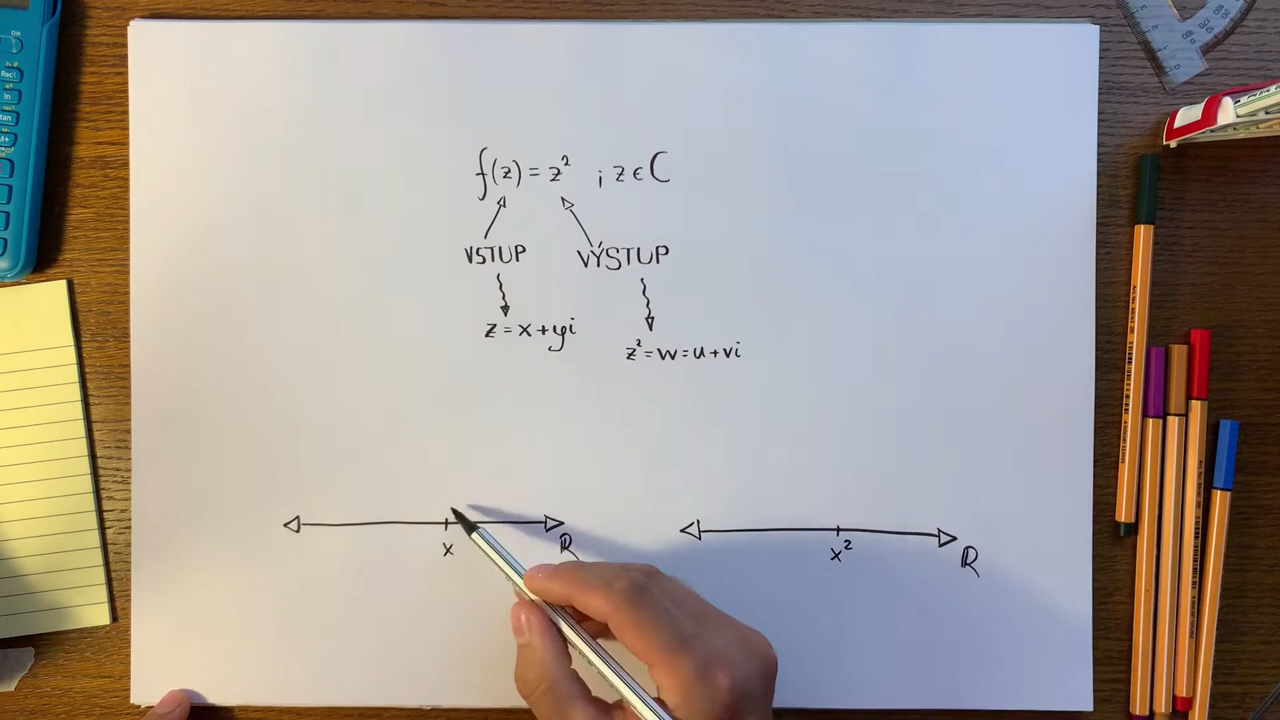 f(z) = z² ; z ∈ C
VSTUP VÝSTUP
z = x + yi
z² = w = u + vi
x R
x² R